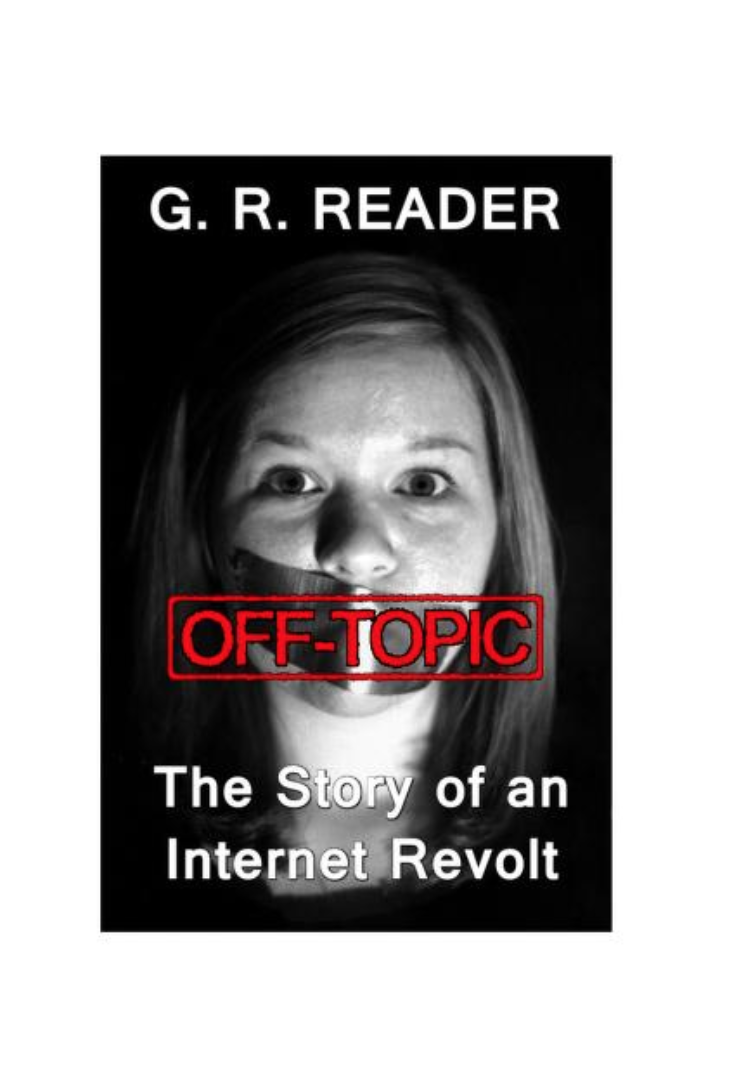 G. R. READER
OFF-TOPIC
The Story of an
Internet Revolt